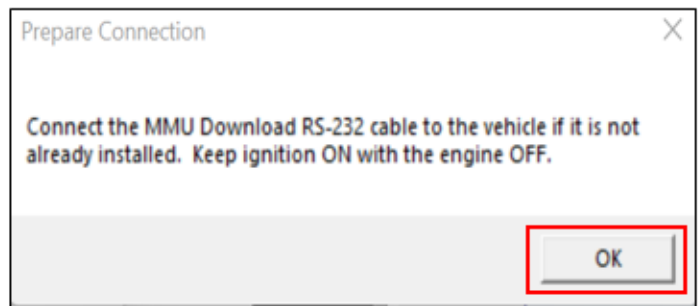 Prepare Connection
Connect the MMU Download RS-232 cable to the vehicle if it is not
already installed.  Keep ignition ON with the engine OFF.
OK